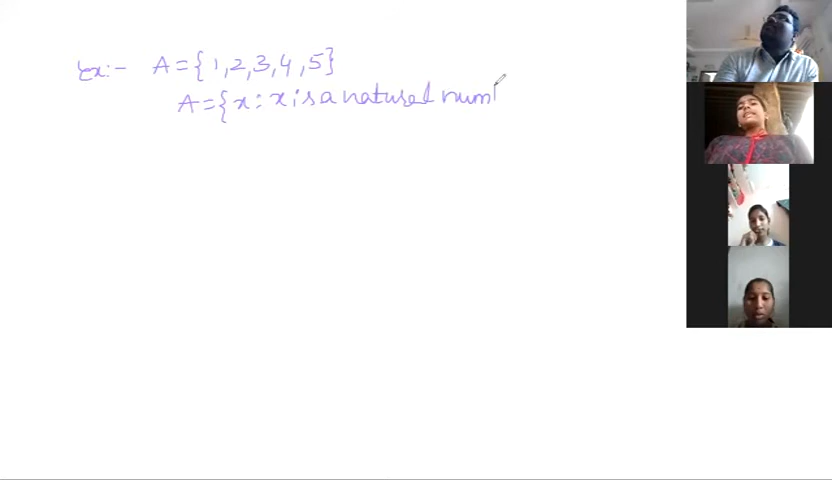 Ex:- A = {1,2,3,4,5}
A = {x : x is a natural num